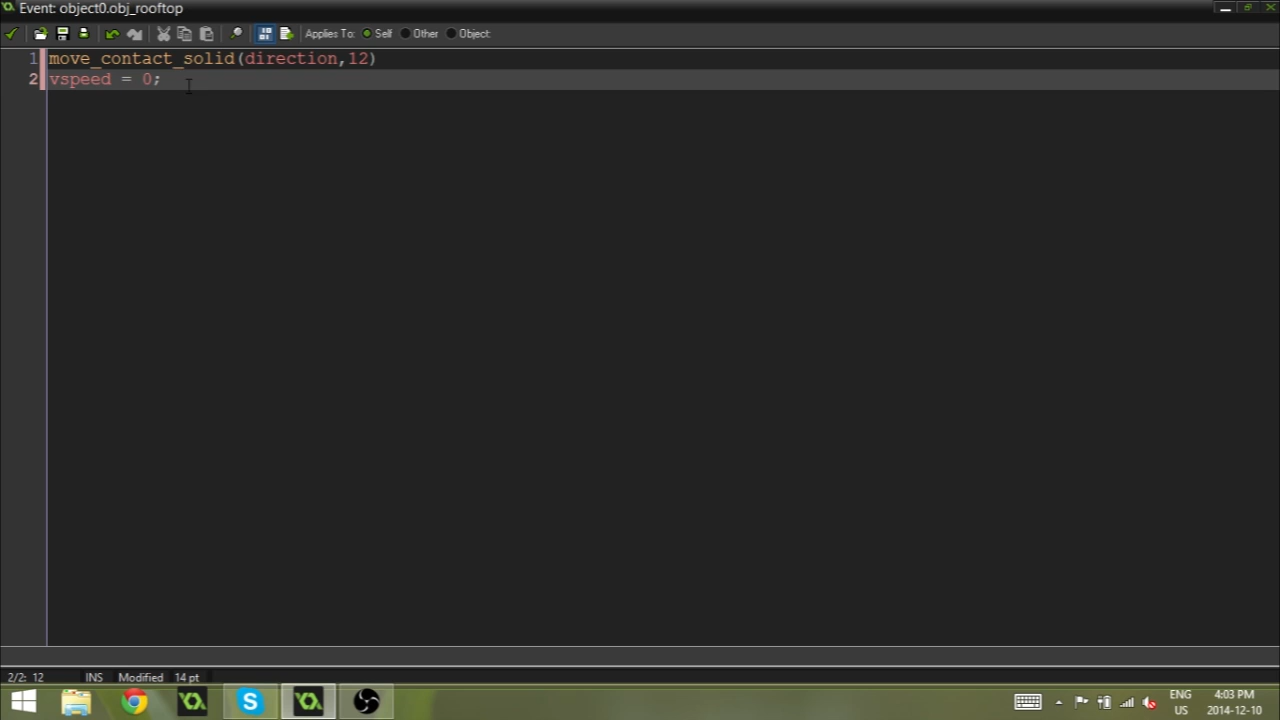 Event: object0.obj_rooftop
Applies To: Self Other Object:
1 move_contact_solid(direction,12)
2 vspeed = 0;
2/2: 12 INS Modified 14 pt
ENG 4:03 PM
US 2014-12-10